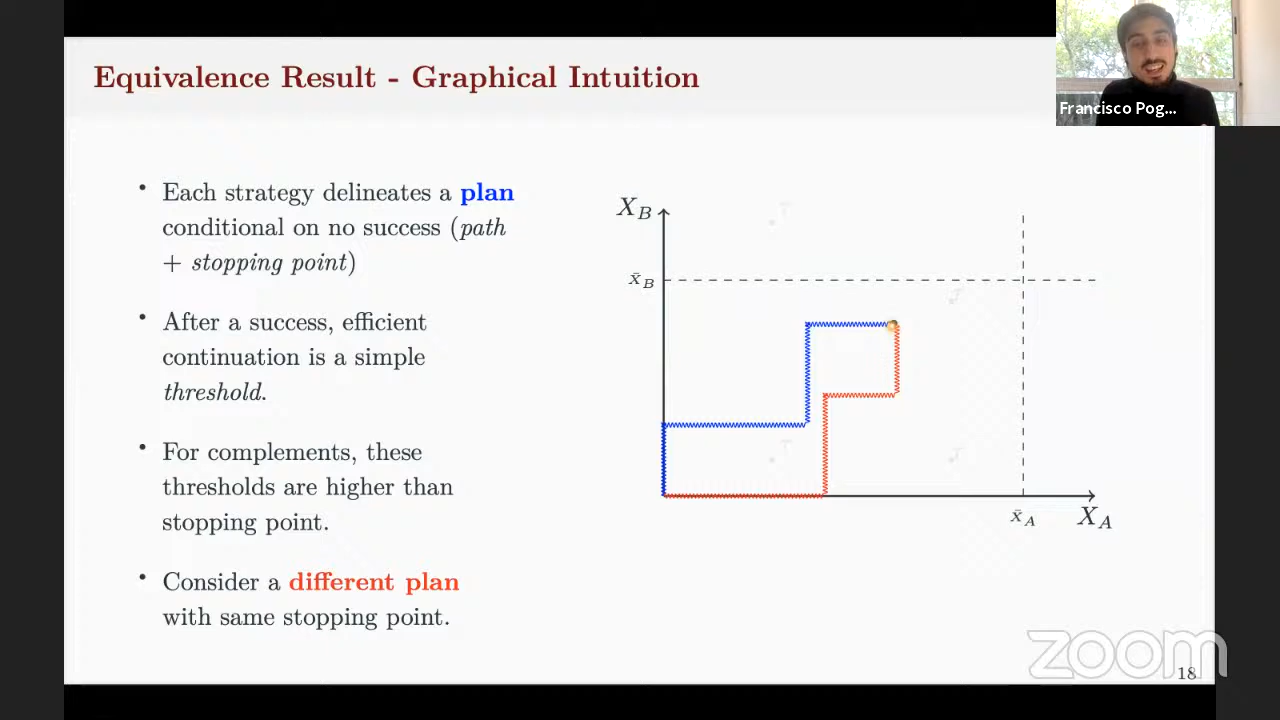 Equivalence Result - Graphical Intuition
Francisco Pog...
• Each strategy delineates a plan
conditional on no success (path
+ stopping point)
• After a success, efficient
continuation is a simple
threshold.
• For complements, these
thresholds are higher than
stopping point.
• Consider a different plan
with same stopping point.
X_B
x̄_B
x̄_A
X_A
zoom
18